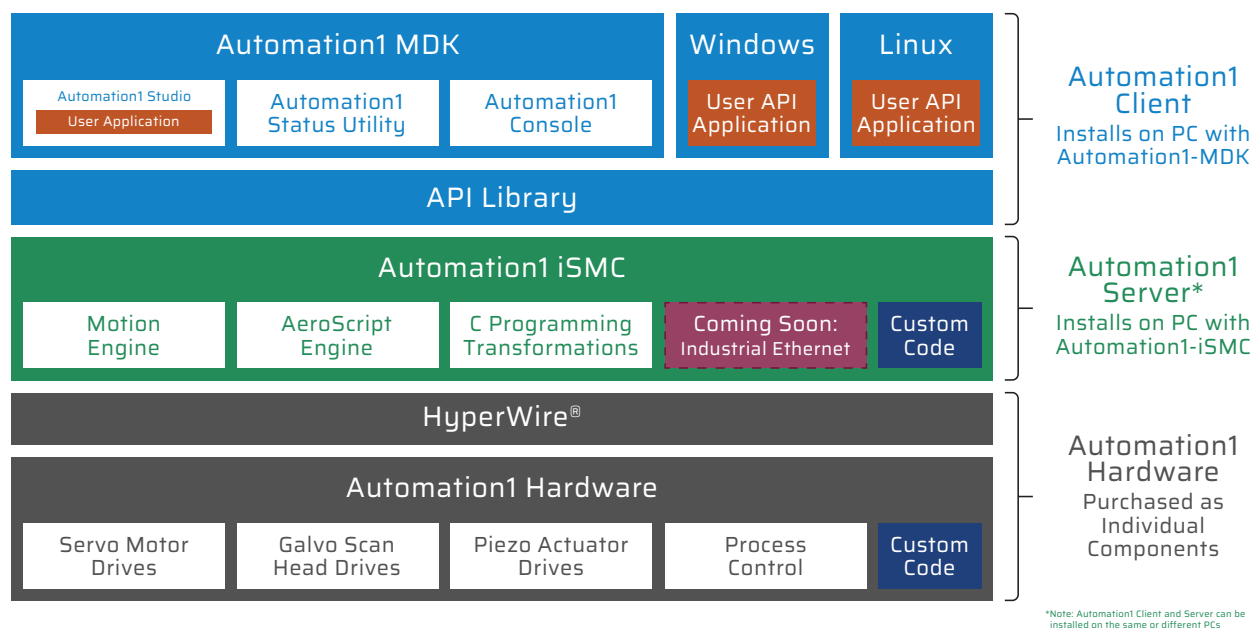 Automation1 MDK
Automation1 Studio
User Application
Automation1
Status Utility
Automation1
Console
Windows
User API
Application
Linux
User API
Application
API Library
Automation1
Client
Installs on PC with
Automation1-MDK
Automation1 iSMC
Motion
Engine
AeroScript
Engine
C Programming
Transformations
Coming Soon:
Industrial Ethernet
Custom
Code
Automation1
Server*
Installs on PC with
Automation1-iSMC
HyperWire®
Automation1 Hardware
Servo Motor
Drives
Galvo Scan
Head Drives
Piezo Actuator
Drives
Process
Control
Custom
Code
Automation1
Hardware
Purchased as
Individual
Components
*Note: Automation1 Client and Server can be
installed on the same or different PCs